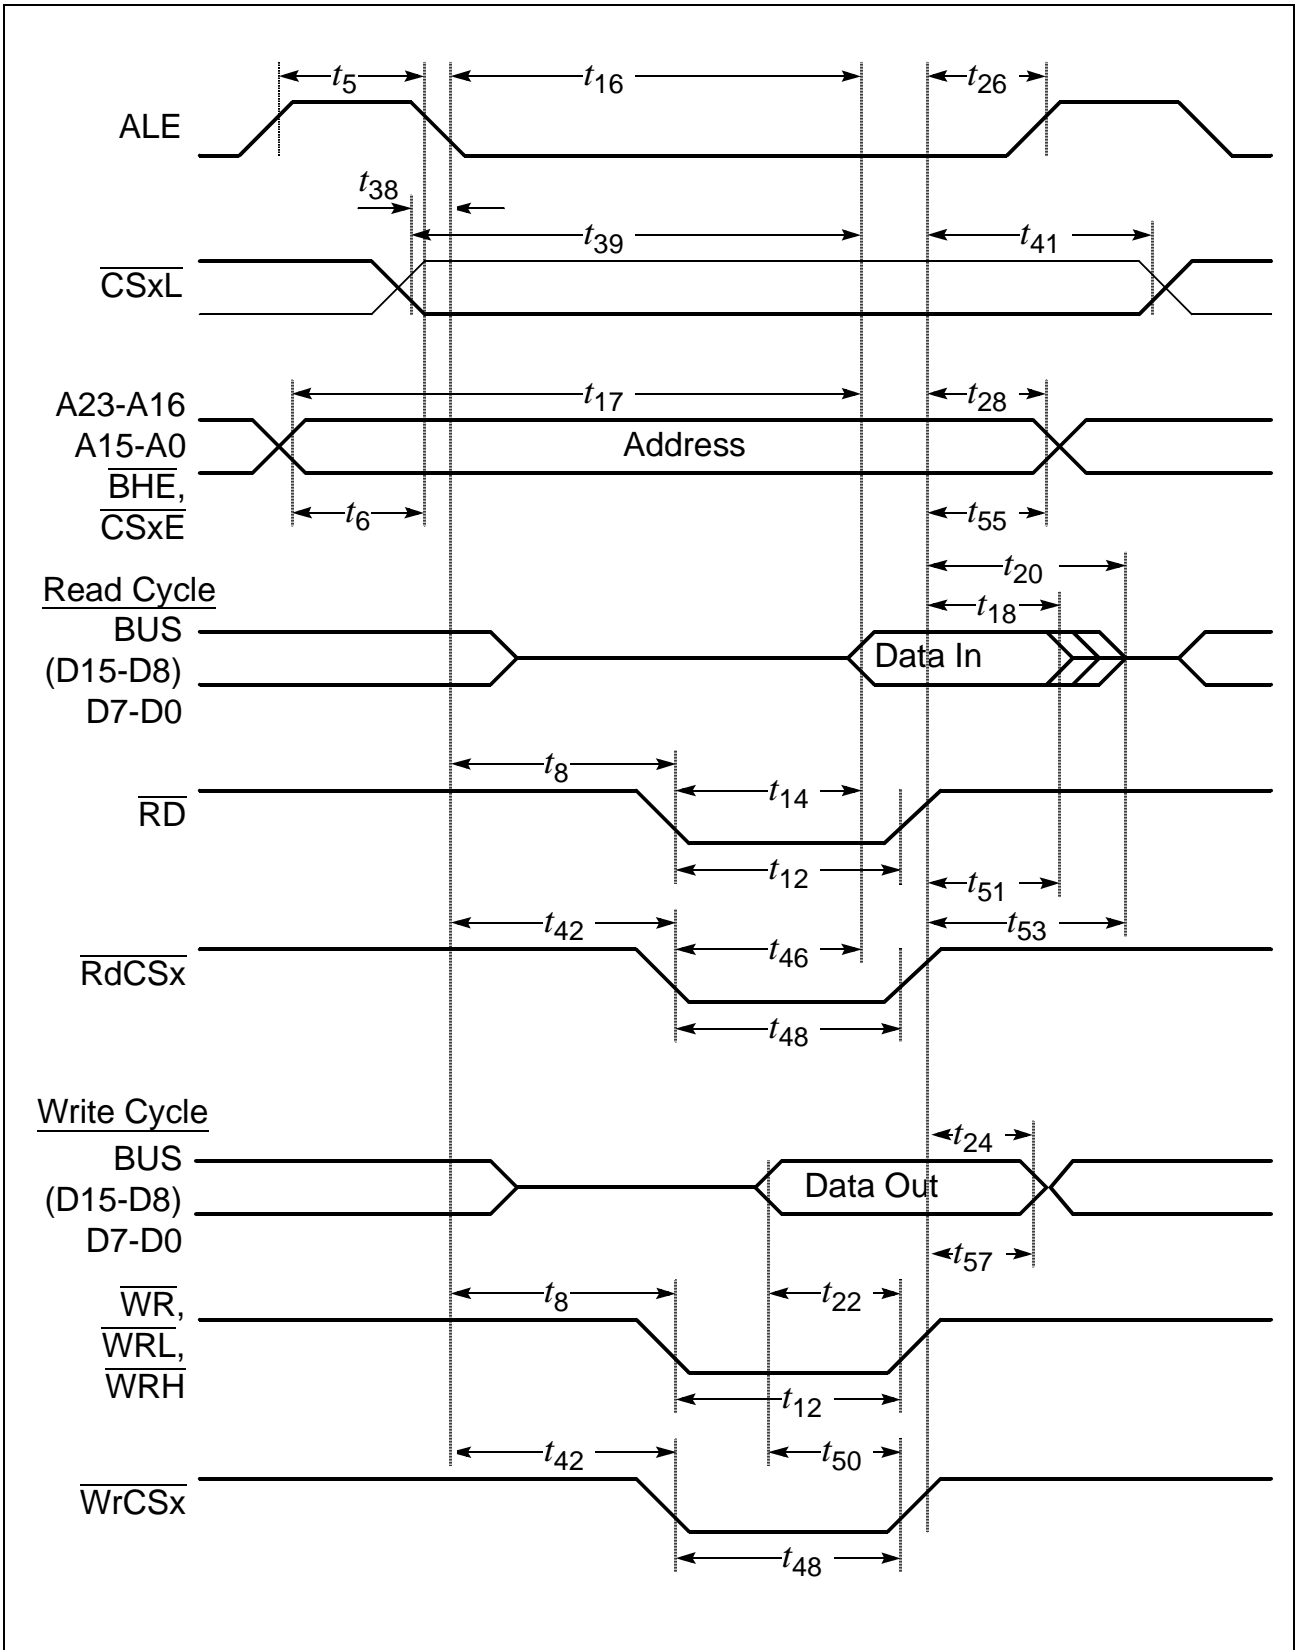 t5 t16 t26
ALE
t38
t39 t41
CSxL
A23-A16 t17 t28
A15-A0 Address
BHE,
CSxE t6 t55
t20
Read Cycle t18
BUS
(D15-D8) Data In
D7-D0
t8
t14
RD
t12 t51
t42 t53
t46
RdCSx
t48
Write Cycle
t24
BUS
(D15-D8) Data Out
D7-D0
t57
WR, t8 t22
WRL,
WRH
t12
t42 t50
WrCSx
t48